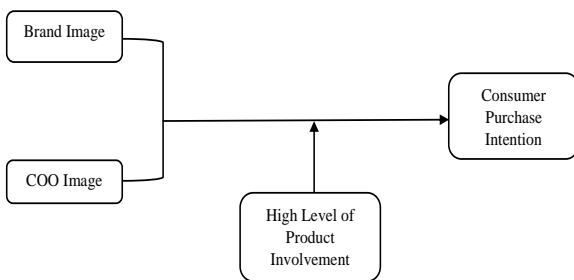 Brand Image
Consumer
Purchase
Intention
COO Image
High Level of
Product
Involvement